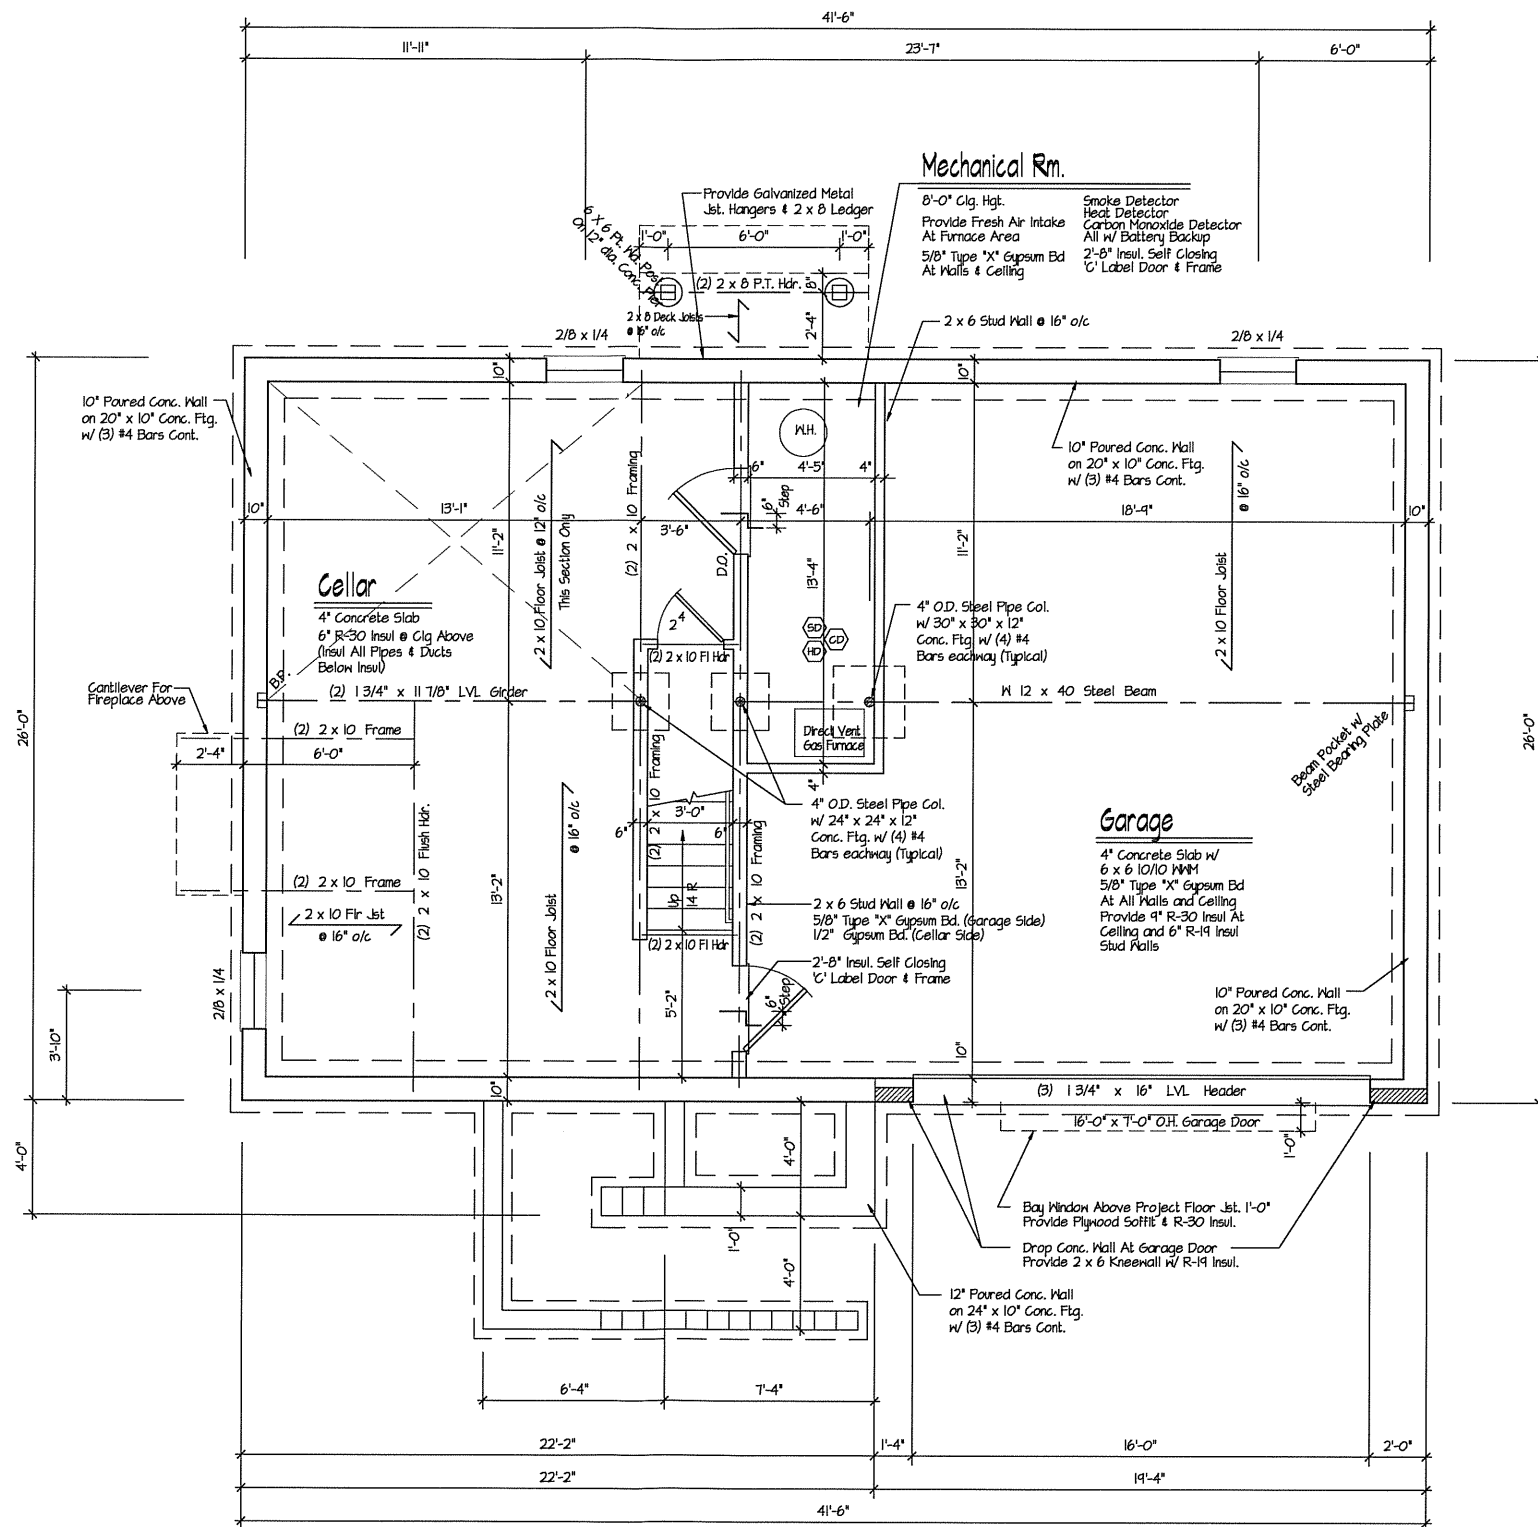 41'-6"
11'-11"
23'-7"
6'-0"
Mechanical Rm.
8'-0" Clg. Hgt.
Provide Fresh Air Intake
At Furnace Area
5/8" Type "X" Gypsum Bd
At Walls & Ceiling
Smoke Detector
Heat Detector
Carbon Monoxide Detector
All w/ Battery Backup
2'-8" Insul. Self Closing
'C' Label Door & Frame
Provide Galvanized Metal
Jst. Hangers & 2 x 8 Ledger
6 X 6 Pt. Wd. Post
On 12" dia. Conc. Pier
1'-0"
6'-0"
1'-0"
(2) 2 x 8 P.T. Hdr.
8"
2 x 8 Deck Joists
@ 16" o/c
2'-4"
2 x 6 Stud Wall @ 16" o/c
2/8 x 1/4
2/8 x 1/4
10"
10"
10" Poured Conc. Wall
on 20" x 10" Conc. Ftg.
w/ (3) #4 Bars Cont.
W.H.
10" Poured Conc. Wall
on 20" x 10" Conc. Ftg.
w/ (3) #4 Bars Cont.
6"
4'-5"
4"
6"
Step
10"
13'-1"
3'-6"
4'-6"
18'-9"
10"
11'-2"
11'-2"
2 x 10 Floor Joist @ 12" o/c
This Section Only
(2) 2 x 10 Framing
D.O.
13'-4"
2 x 10 Floor Joist
@ 16" o/c
Cellar
4" Concrete Slab
6" R-30 Insul @ Clg Above
(Insul All Pipes & Ducts
Below Insul)
2 4
(2) 2 x 10 Fl Hdr
SD
CD
HD
4" O.D. Steel Pipe Col.
w/ 30" x 30" x 12"
Conc. Ftg. w/ (4) #4
Bars eachway (Typical)
B.P.
(2) 1 3/4" x 11 7/8" LVL Girder
W 12 x 40 Steel Beam
Cantilever For
Fireplace Above
(2) 2 x 10 Frame
2'-4"
6'-0"
26'-0"
26'-0"
Direct Vent
Gas Furnace
Beam Pocket w/
Steel Bearing Plate
4"
(2) 2 x 10 Framing
4" O.D. Steel Pipe Col.
w/ 24" x 24" x 12"
Conc. Ftg. w/ (4) #4
Bars eachway (Typical)
6"
3'-0"
6"
(2) 2 x 10 Flush Hdr.
2 x 10 Floor Joist
@ 16" o/c
13'-2"
13'-2"
Up
14 R
(2) 2 x 10 Framing
Garage
4" Concrete Slab w/
6 x 6 10/10 WWM
5/8" Type "X" Gypsum Bd
At All Walls and Ceiling
Provide 9" R-30 Insul At
Ceiling and 6" R-19 Insul
Stud Walls
(2) 2 x 10 Frame
2 x 10 Flr Jst
@ 16" o/c
2 x 6 Stud Wall @ 16" o/c
5/8" Type "X" Gypsum Bd. (Garage Side)
1/2" Gypsum Bd. (Cellar Side)
(2) 2 x 10 Fl Hdr
2'-8" Insul. Self Closing
'C' Label Door & Frame
2/8 x 1/4
3'-10"
5'-2"
6"
Step
10" Poured Conc. Wall
on 20" x 10" Conc. Ftg.
w/ (3) #4 Bars Cont.
10"
10"
(3) 1 3/4" x 16" LVL Header
16'-0" x 7'-0" O.H. Garage Door
1'-0"
4'-0"
4'-0"
1'-0"
4'-0"
Bay Window Above Project Floor Jst. 1'-0"
Provide Plywood Soffit & R-30 Insul.
Drop Conc. Wall At Garage Door
Provide 2 x 6 Kneewall w/ R-19 Insul.
12" Poured Conc. Wall
on 24" x 10" Conc. Ftg.
w/ (3) #4 Bars Cont.
6'-4"
7'-4"
22'-2"
1'-4"
16'-0"
2'-0"
22'-2"
19'-4"
41'-6"